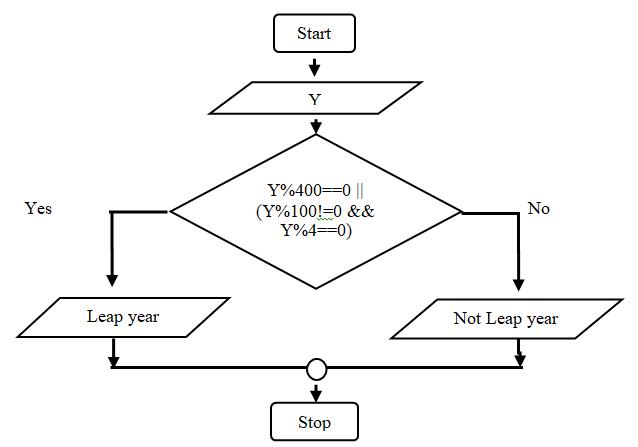 Start
Y
Y%400==0 ||
(Y%100!=0 &&
Y%4==0)
Yes
No
Leap year
Not Leap year
Stop